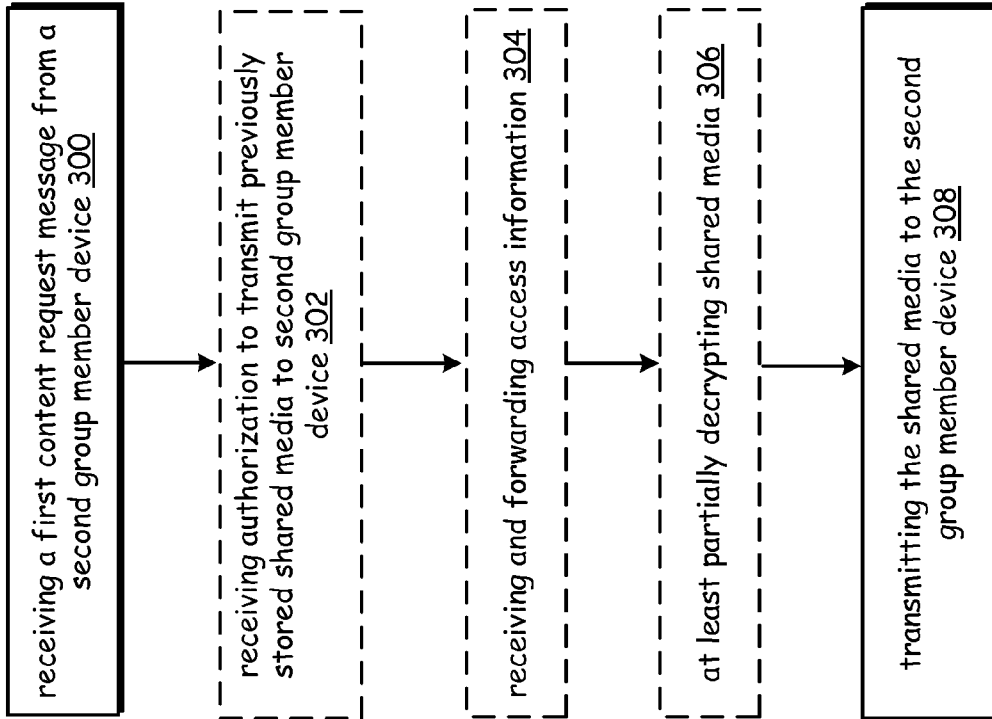 receiving a first content request message from a
second group member device 300
receiving authorization to transmit previously
stored shared media to second group member
device 302
receiving and forwarding access information 304
at least partially decrypting shared media 306
transmitting the shared media to the second
group member device 308